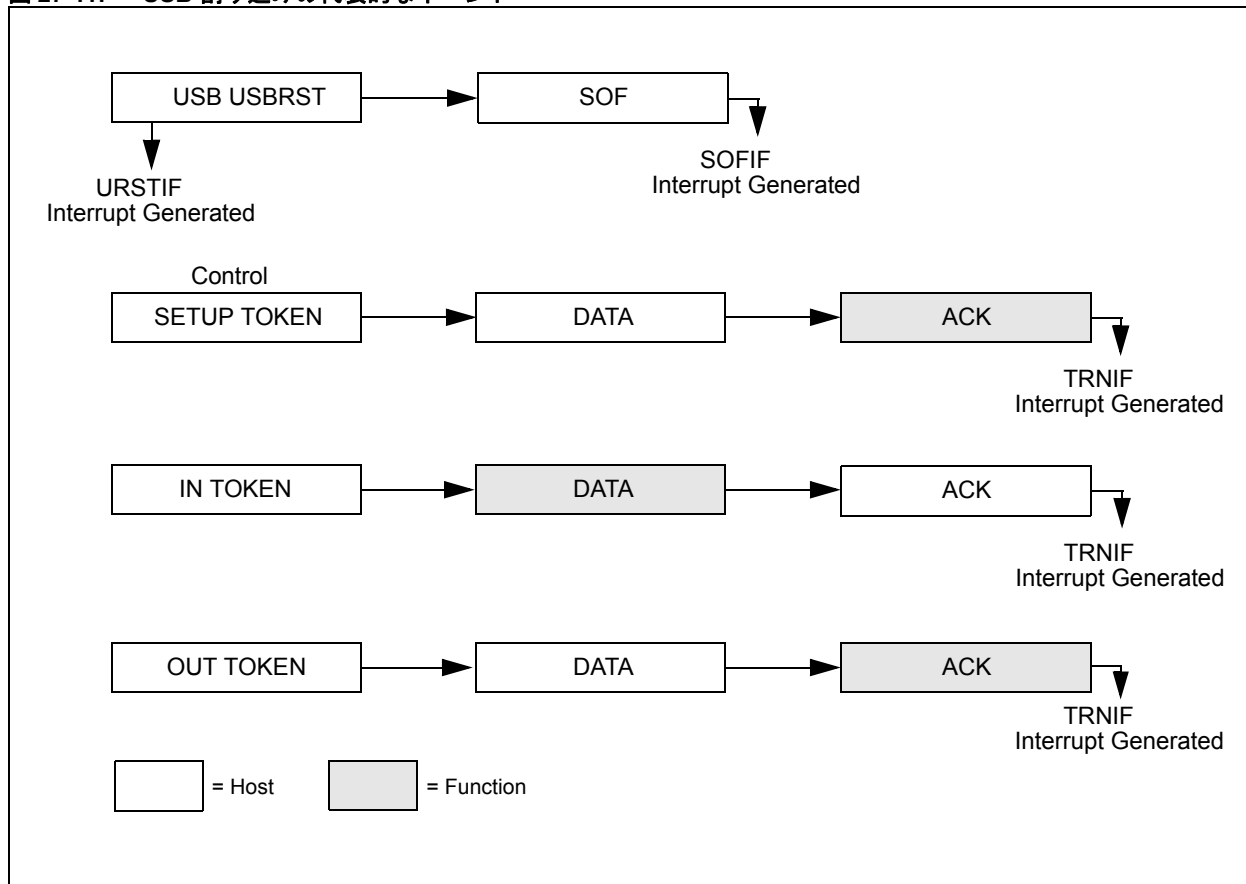 USB USBRST
SOF
URSTIF
Interrupt Generated
SOFIF
Interrupt Generated
Control
SETUP TOKEN
DATA
ACK
TRNIF
Interrupt Generated
IN TOKEN
DATA
ACK
TRNIF
Interrupt Generated
OUT TOKEN
DATA
ACK
TRNIF
Interrupt Generated
= Host
= Function